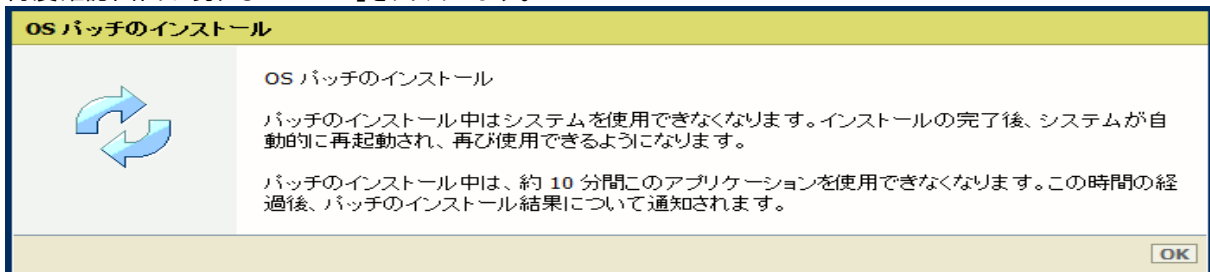 OS パッチのインストール
OS パッチのインストール
パッチのインストール中はシステムを使用できなくなります。インストールの完了後、システムが自
動的に再起動され、再び使用できるようになります。
パッチのインストール中は、約 10 分間このアプリケーションを使用できなくなります。この時間の経
過後、パッチのインストール結果について通知されます。
OK